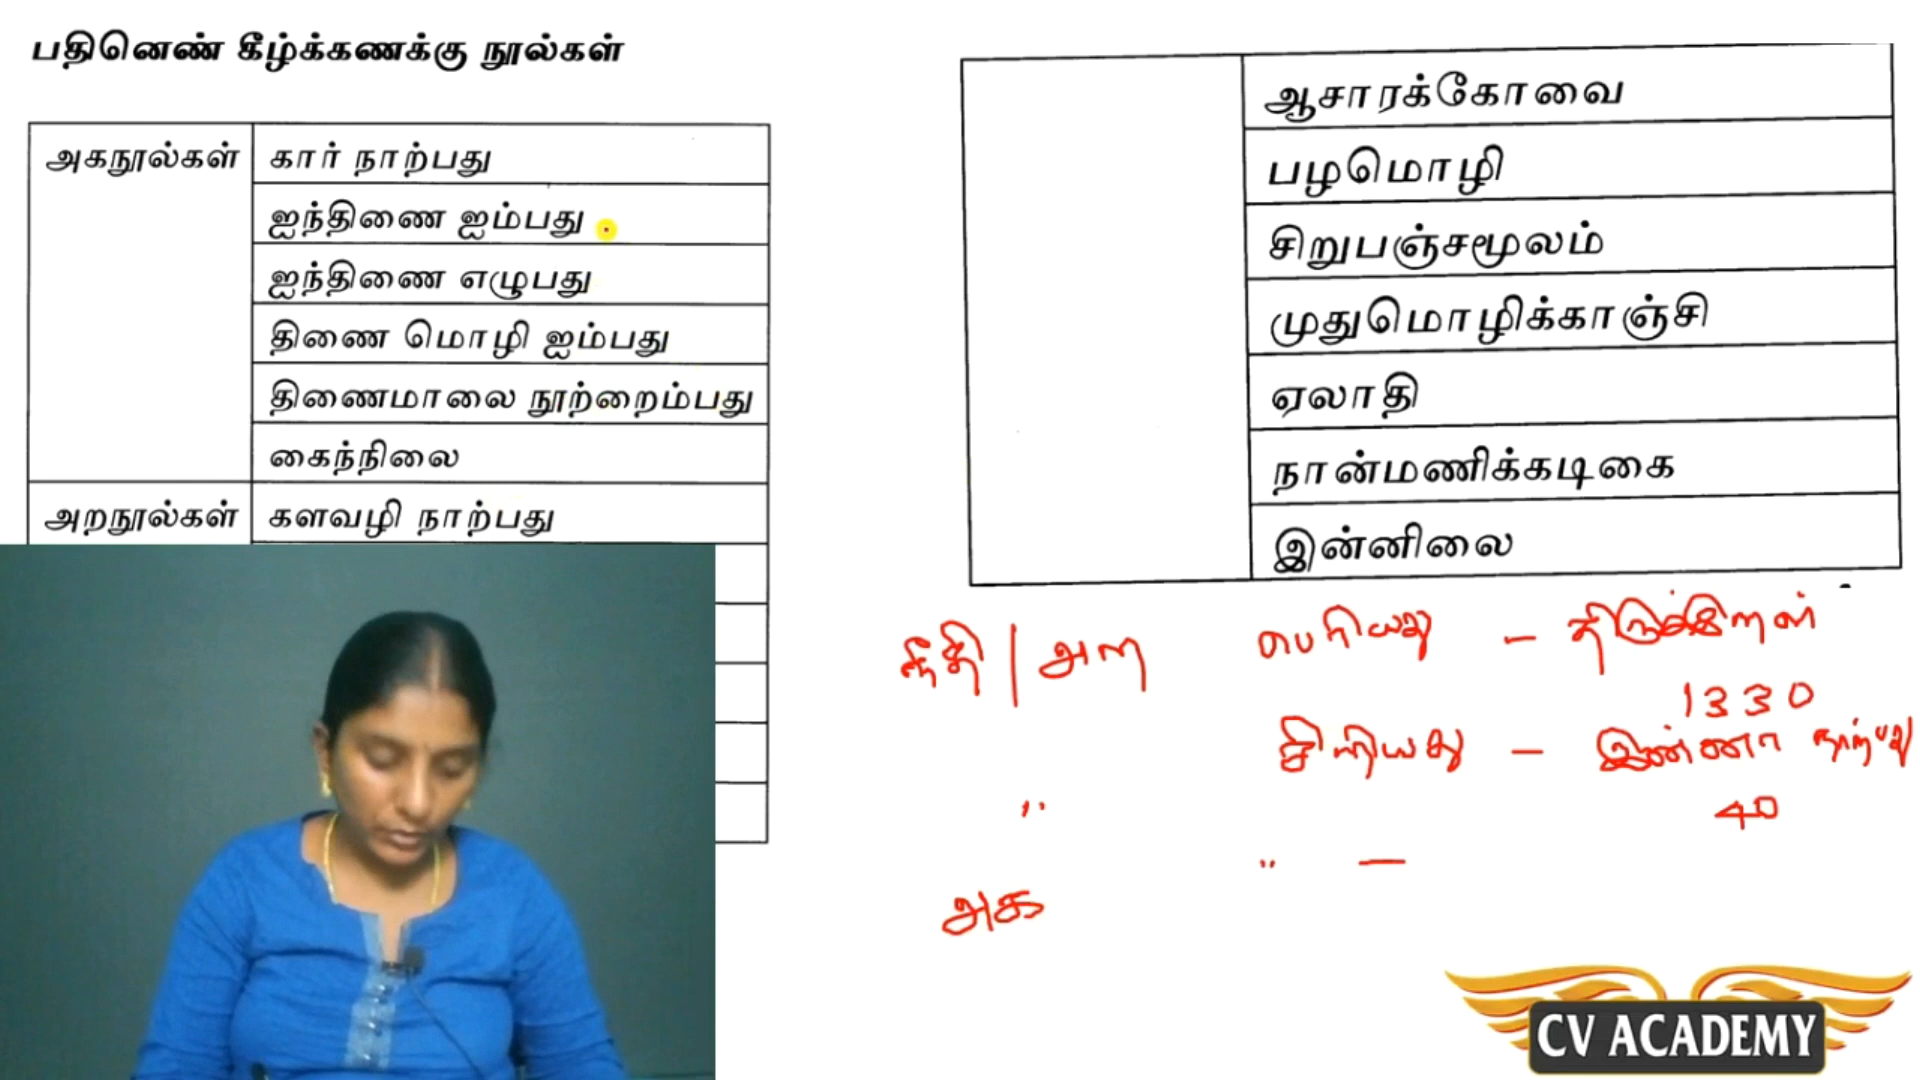 பதினெண் கீழ்க்கணக்கு நூல்கள்
அகநூல்கள் கார் நாற்பது
ஐந்திணை ஐம்பது
ஐந்திணை எழுபது
திணை மொழி ஐம்பது
திணைமாலை நூற்றைம்பது
கைந்நிலை
அறநூல்கள் களவழி நாற்பது
ஆசாரக்கோவை
பழமொழி
சிறுபஞ்சமூலம்
முதுமொழிக்காஞ்சி
ஏலாதி
நான்மணிக்கடிகை
இன்னிலை
நீதி | அற பெரியது - திருக்குறள்
1330
சிறியது - இன்னா நாற்பது
40
" " —
அக
CV ACADEMY